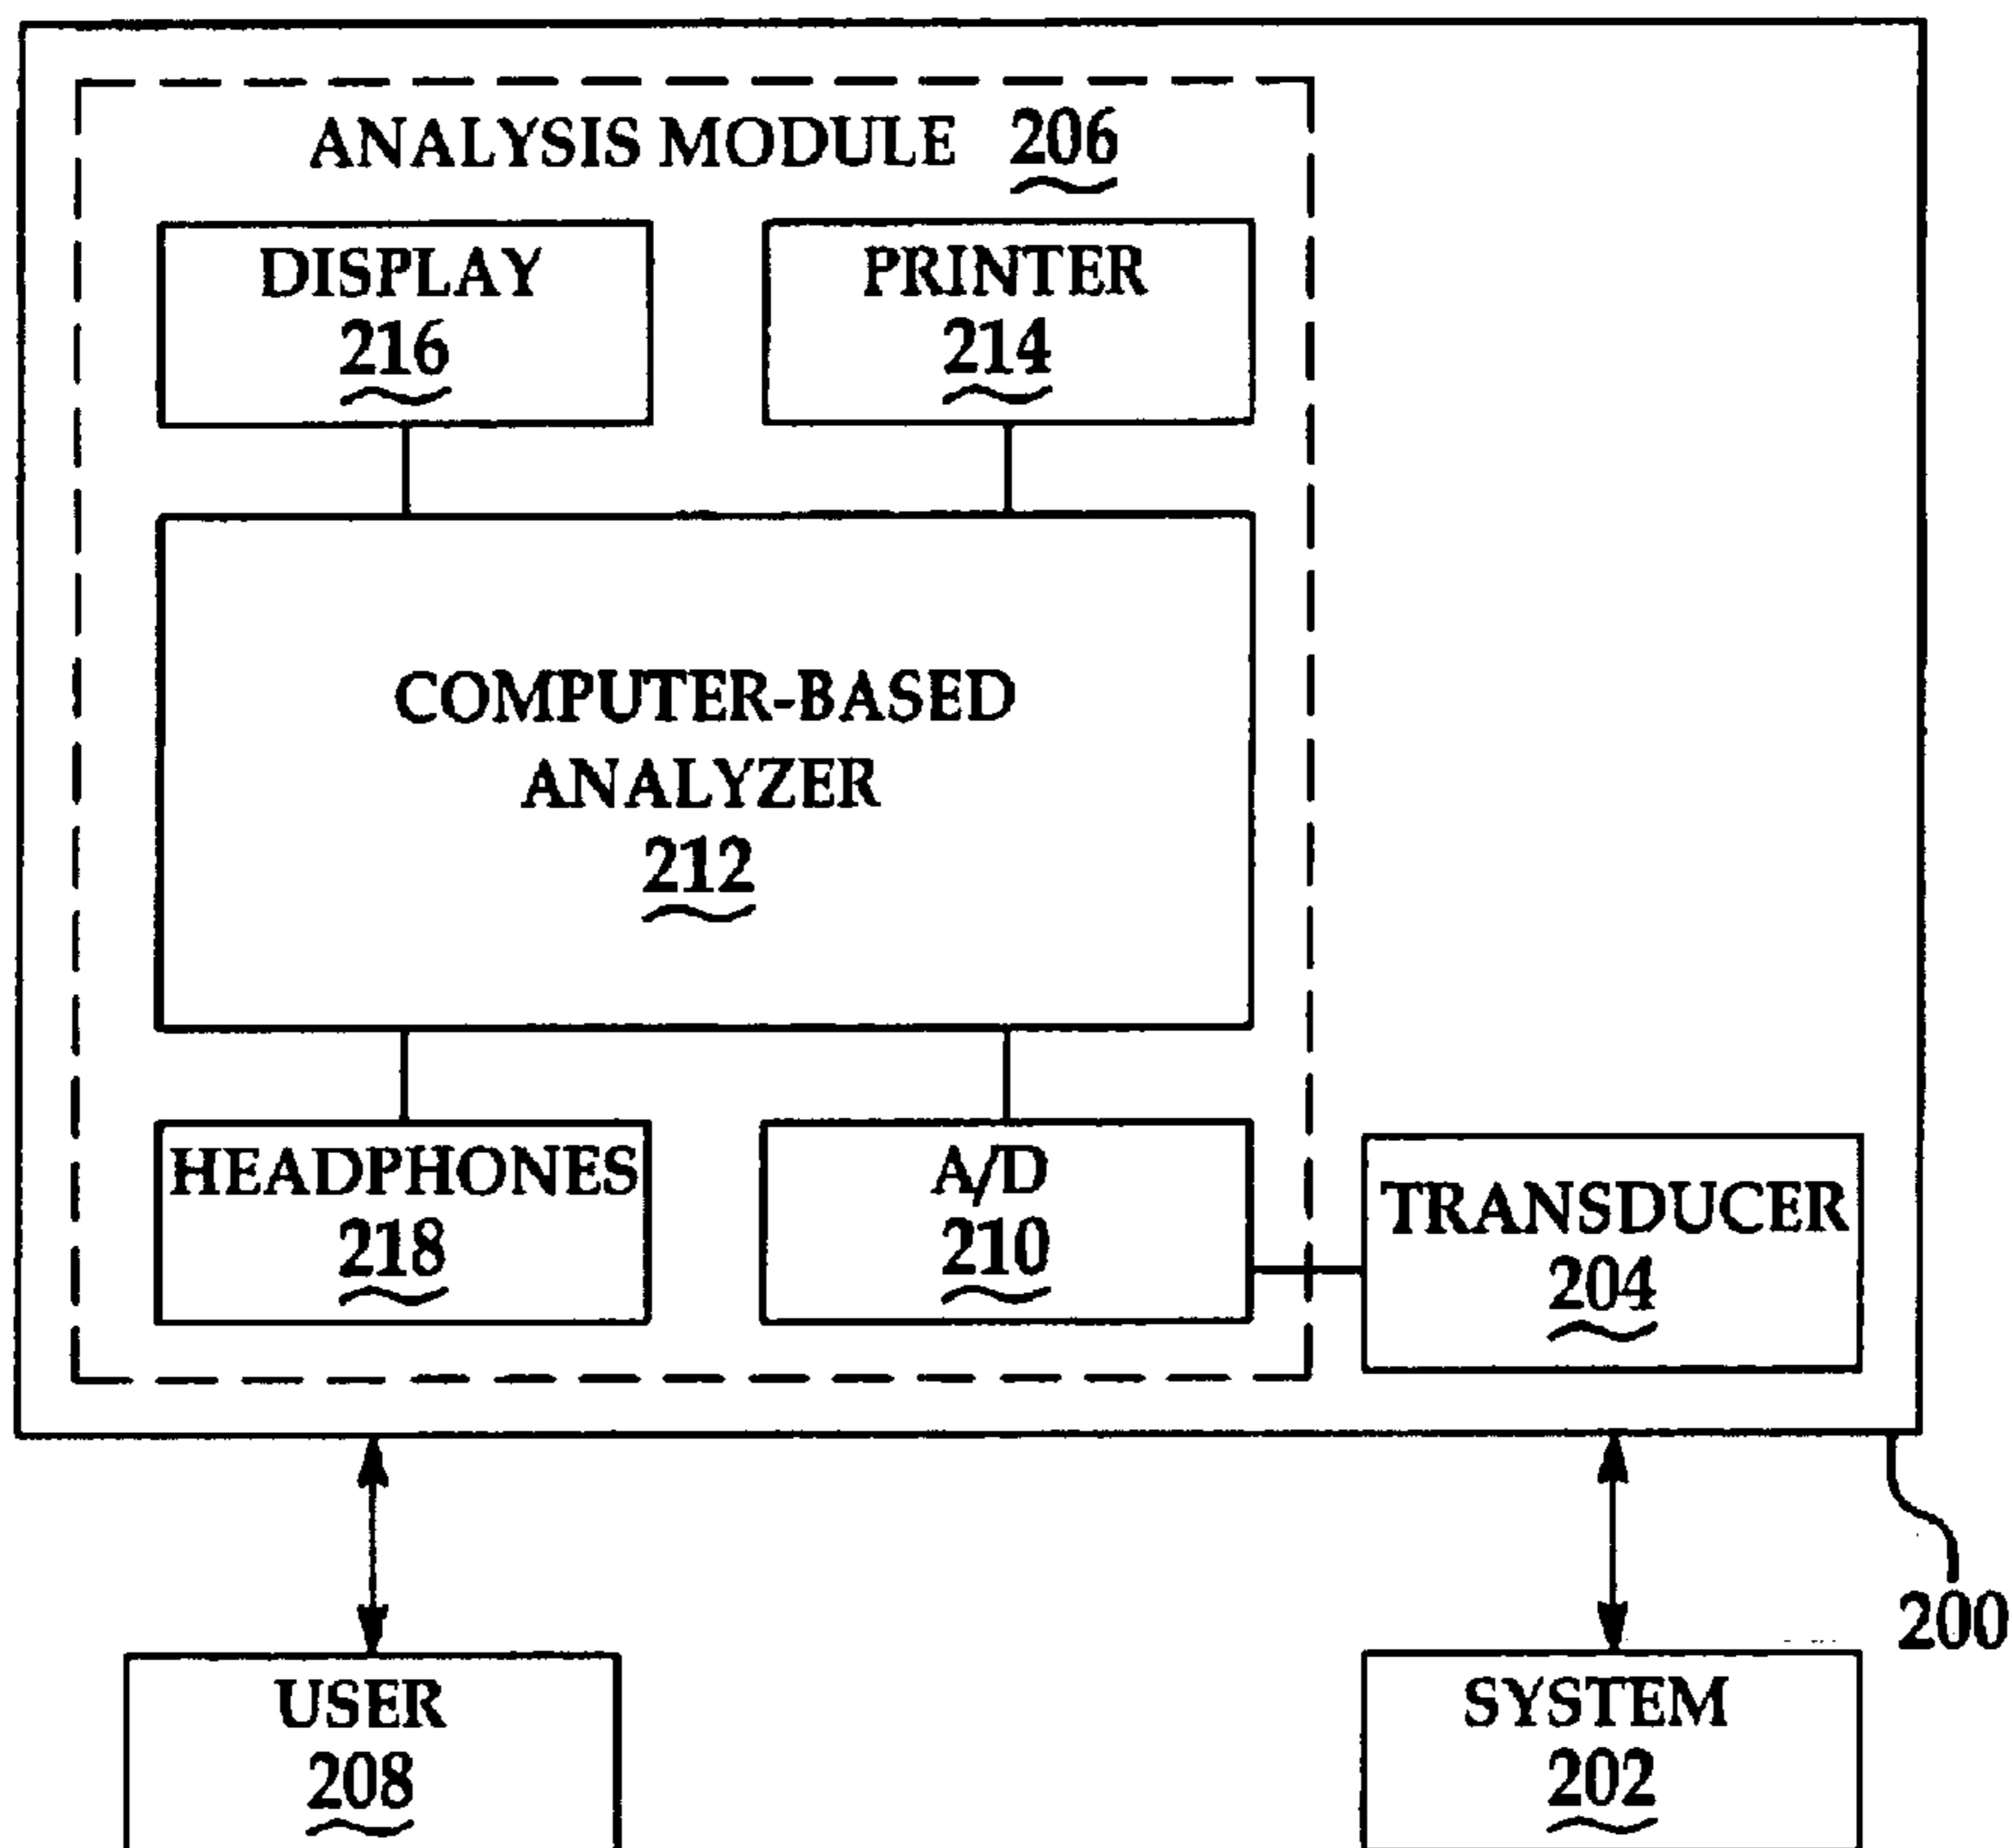 ANALYSIS MODULE 206
DISPLAY
216
PRINTER
214
COMPUTER-BASED
ANALYZER
212
HEADPHONES
218
A/D
210
TRANSDUCER
204
200
USER
208
SYSTEM
202